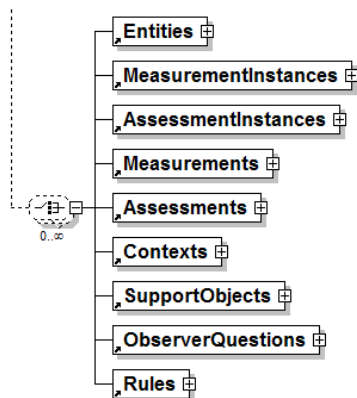 Entities
MeasurementInstances
AssessmentInstances
Measurements
Assessments
0..∞
Contexts
SupportObjects
ObserverQuestions
Rules